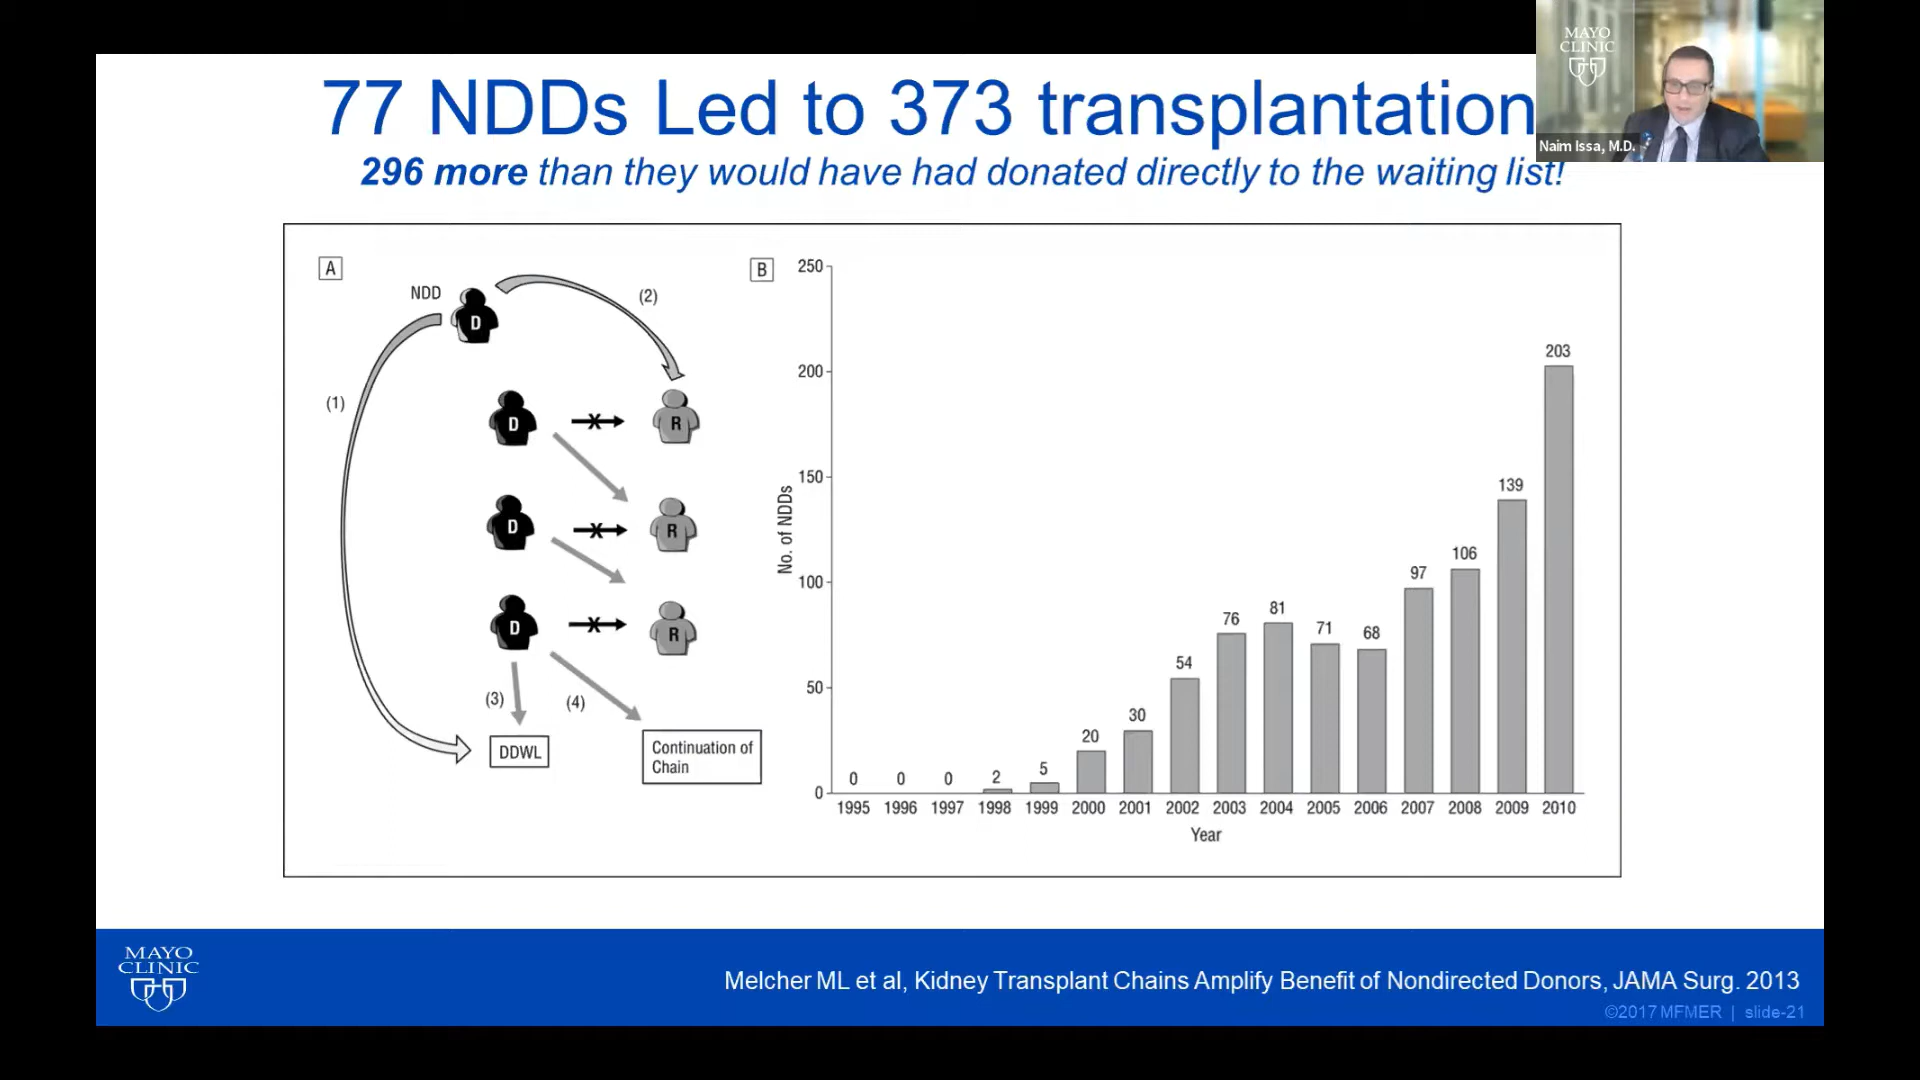 77 NDDs Led to 373 transplantation
296 more than they would have had donated directly to the waiting list!
MAYO
CLINIC
Naim Issa, M.D.
A
NDD
D
(2)
(1)
D
X
R
D
X
R
D
X
R
(3)
(4)
DDWL
Continuation of
Chain
B
250
200
150
100
50
0
No. of NDDs
0
0
0
2
5
20
30
54
76
81
71
68
97
106
139
203
1995 1996 1997 1998 1999 2000 2001 2002 2003 2004 2005 2006 2007 2008 2009 2010
Year
MAYO
CLINIC
Melcher ML et al, Kidney Transplant Chains Amplify Benefit of Nondirected Donors, JAMA Surg. 2013
©2017 MFMER | slide-21